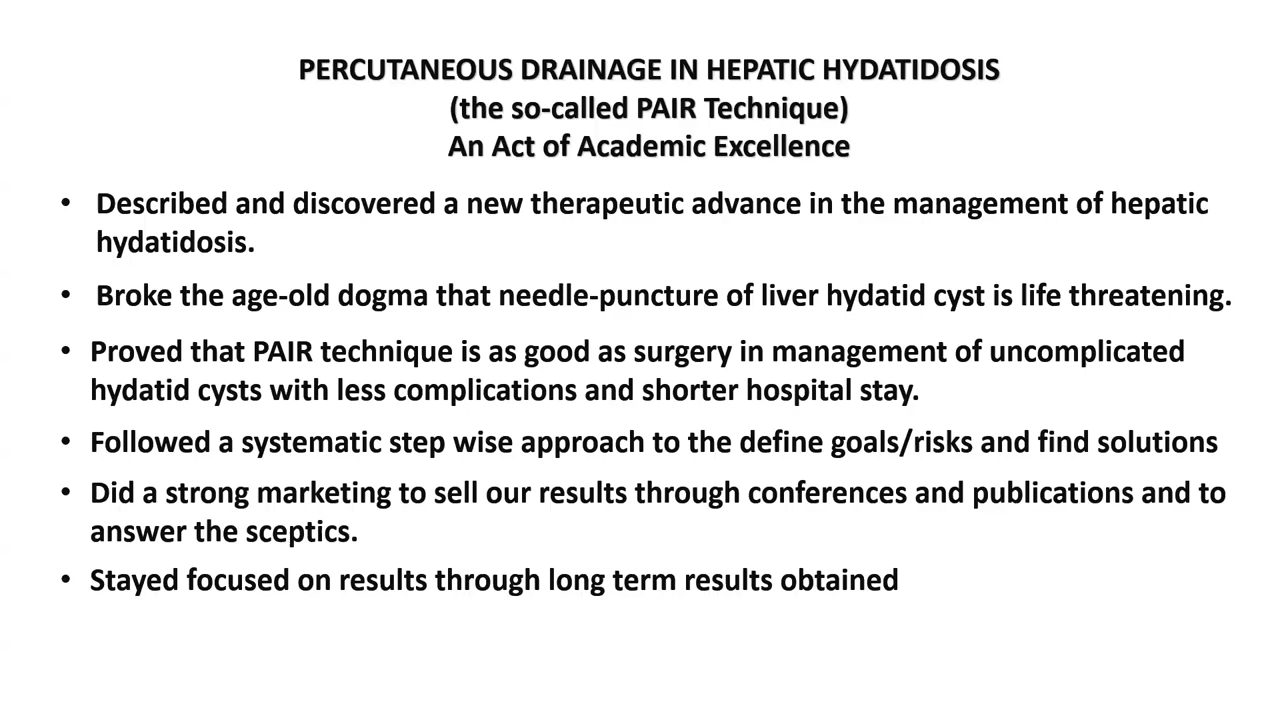 PERCUTANEOUS DRAINAGE IN HEPATIC HYDATIDOSIS
(the so-called PAIR Technique)
An Act of Academic Excellence
• Described and discovered a new therapeutic advance in the management of hepatic
hydatidosis.
• Broke the age-old dogma that needle-puncture of liver hydatid cyst is life threatening.
• Proved that PAIR technique is as good as surgery in management of uncomplicated
hydatid cysts with less complications and shorter hospital stay.
• Followed a systematic step wise approach to the define goals/risks and find solutions
• Did a strong marketing to sell our results through conferences and publications and to
answer the sceptics.
• Stayed focused on results through long term results obtained